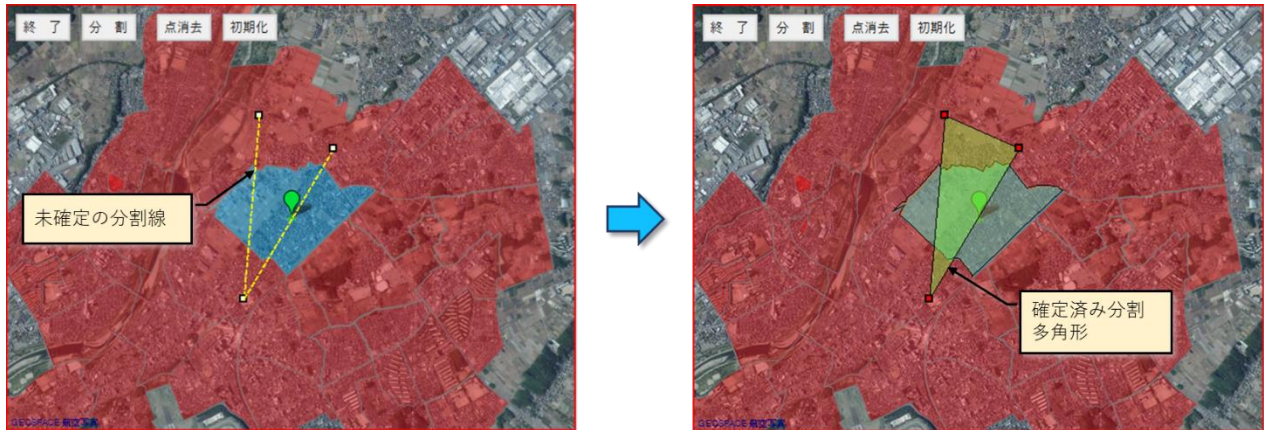 終 了 分 割 点消去 初期化
未確定の分割線
GEOSPACE 航空写真
終 了 分 割 点消去 初期化
確定済み分割
多角形
GEOSPACE 航空写真